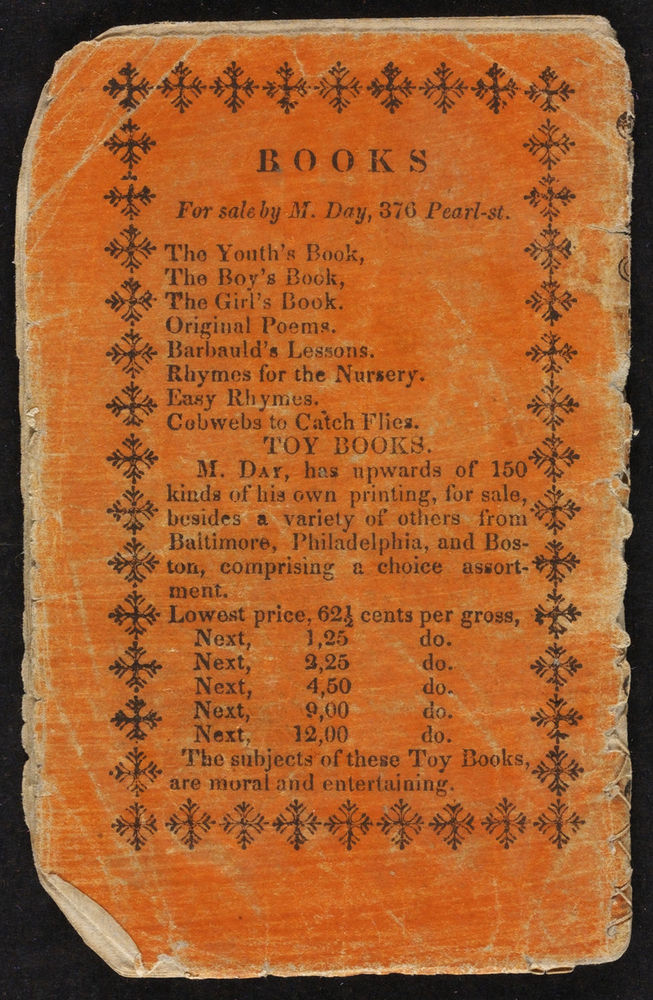 BOOKS
For sale by M. Day, 376 Pearl-st.
The Youth's Book,
The Boy's Book,
The Girl's Book.
Original Poems.
Barbauld's Lessons.
Rhymes for the Nursery.
Easy Rhymes.
Cobwebs to Catch Flies.
TOY BOOKS.
M. DAY, has upwards of 150
kinds of his own printing, for sale,
besides a variety of others from
Baltimore, Philadelphia, and Bos-
ton, comprising a choice assort-
ment.
Lowest price, 62½ cents per gross,
Next, 1,25 do.
Next, 2,25 do.
Next, 4,50 do.
Next, 9,00 do.
Next, 12,00 do.
The subjects of these Toy Books,
are moral and entertaining.